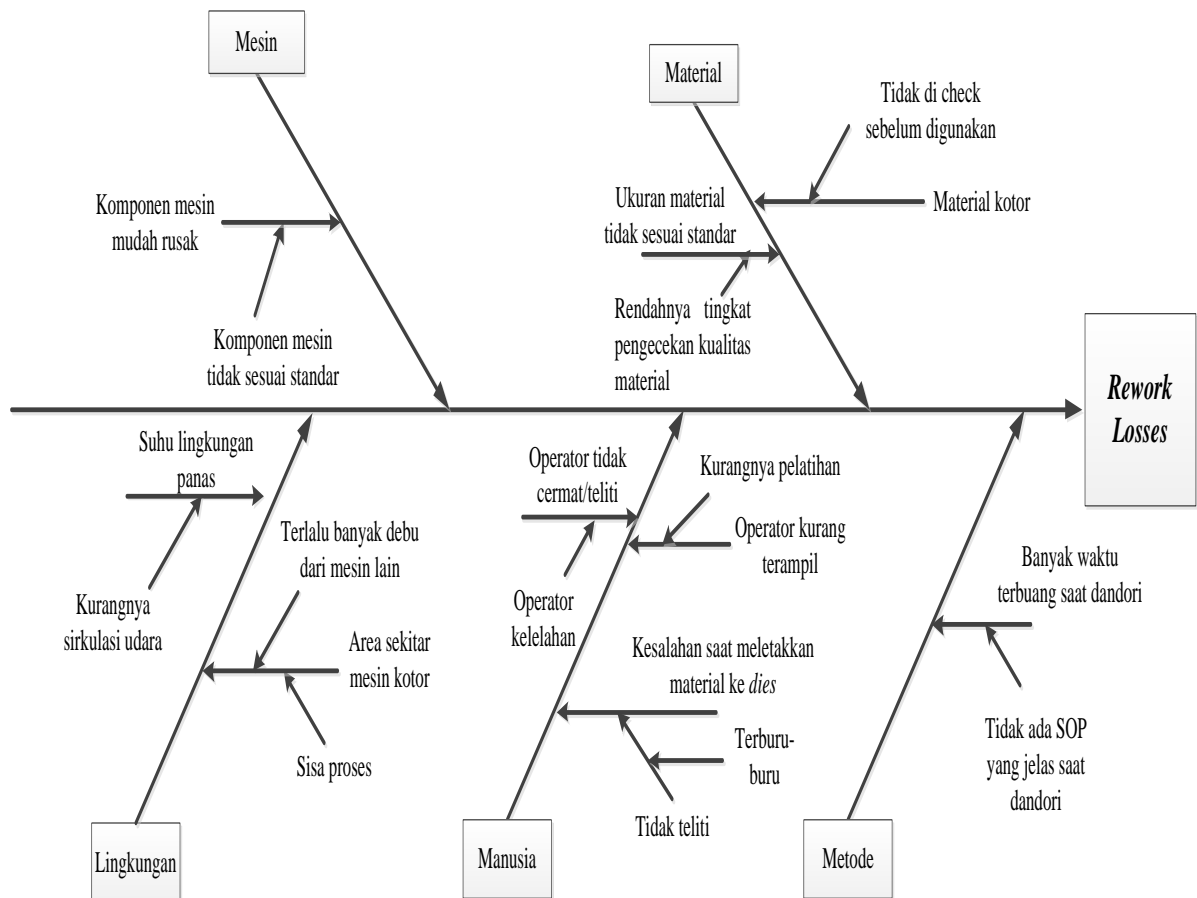 Mesin
Material
Tidak di check
sebelum digunakan
Komponen mesin
mudah rusak
Ukuran material
tidak sesuai standar
Material kotor
Komponen mesin
tidak sesuai standar
Rendahnya tingkat
pengecekan kualitas
material
Rework
Losses
Suhu lingkungan
panas
Kurangnya
sirkulasi udara
Terlalu banyak debu
dari mesin lain
Area sekitar
mesin kotor
Sisa proses
Operator tidak
cermat/teliti
Operator
kelelahan
Kurangnya pelatihan
Operator kurang
terampil
Kesalahan saat meletakkan
material ke dies
Terburu-
buru
Tidak teliti
Banyak waktu
terbuang saat dandori
Tidak ada SOP
yang jelas saat
dandori
Lingkungan
Manusia
Metode